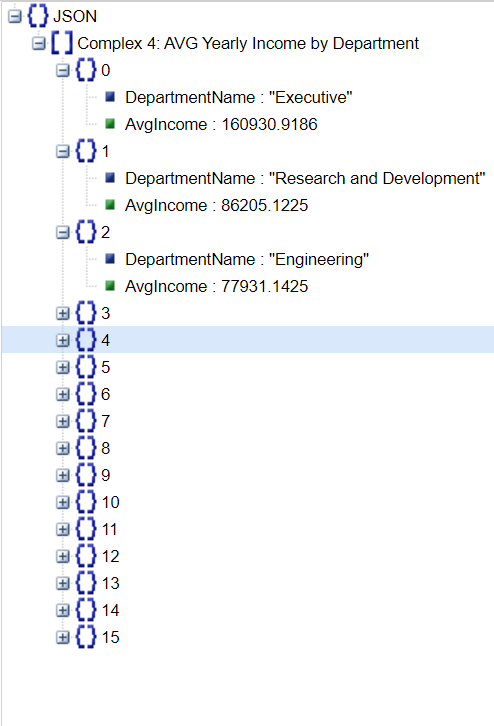 JSON
Complex 4: AVG Yearly Income by Department
0
DepartmentName : "Executive"
AvgIncome : 160930.9186
1
DepartmentName : "Research and Development"
AvgIncome : 86205.1225
2
DepartmentName : "Engineering"
AvgIncome : 77931.1425
3
4
5
6
7
8
9
10
11
12
13
14
15